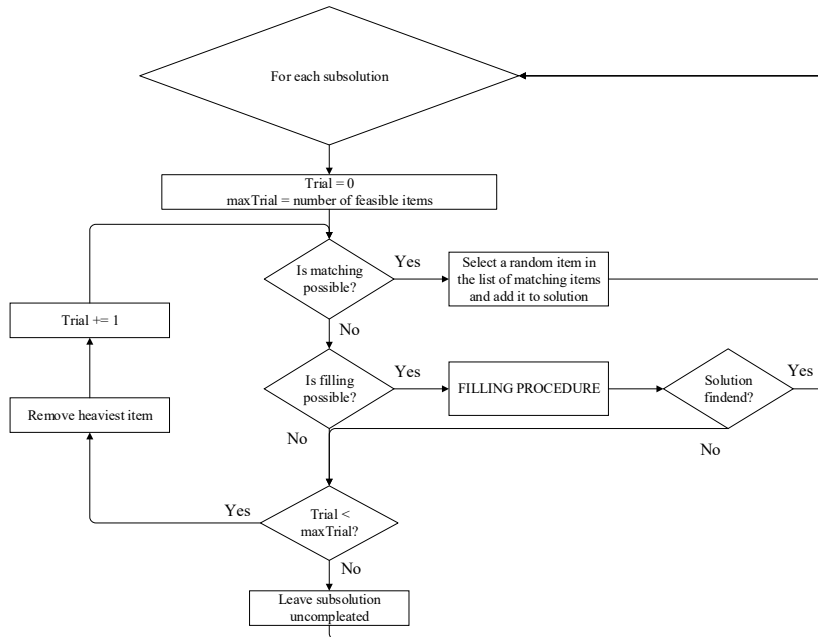 For each subsolution
Trial = 0
maxTrial = number of feasible items
Is matching
possible?
Yes
Select a random item in
the list of matching items
and add it to solution
Trial += 1
No
Is filling
possible?
Yes
FILLING PROCEDURE
Solution
findend?
Yes
Remove heaviest item
No
No
Trial <
maxTrial?
Yes
No
Leave subsolution
uncompleated